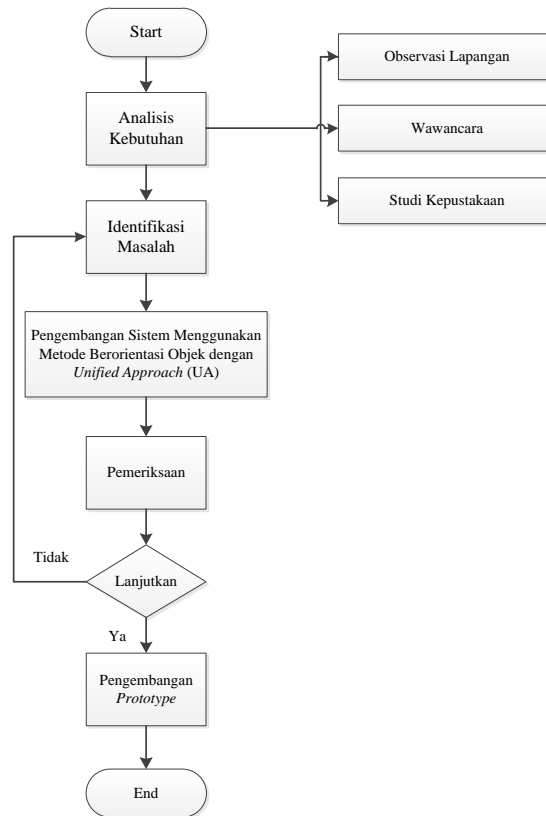 Start
Analisis
Kebutuhan
Observasi Lapangan
Wawancara
Studi Kepustakaan
Identifikasi
Masalah
Pengembangan Sistem Menggunakan
Metode Berorientasi Objek dengan
Unified Approach (UA)
Pemeriksaan
Tidak
Lanjutkan
Ya
Pengembangan
Prototype
End